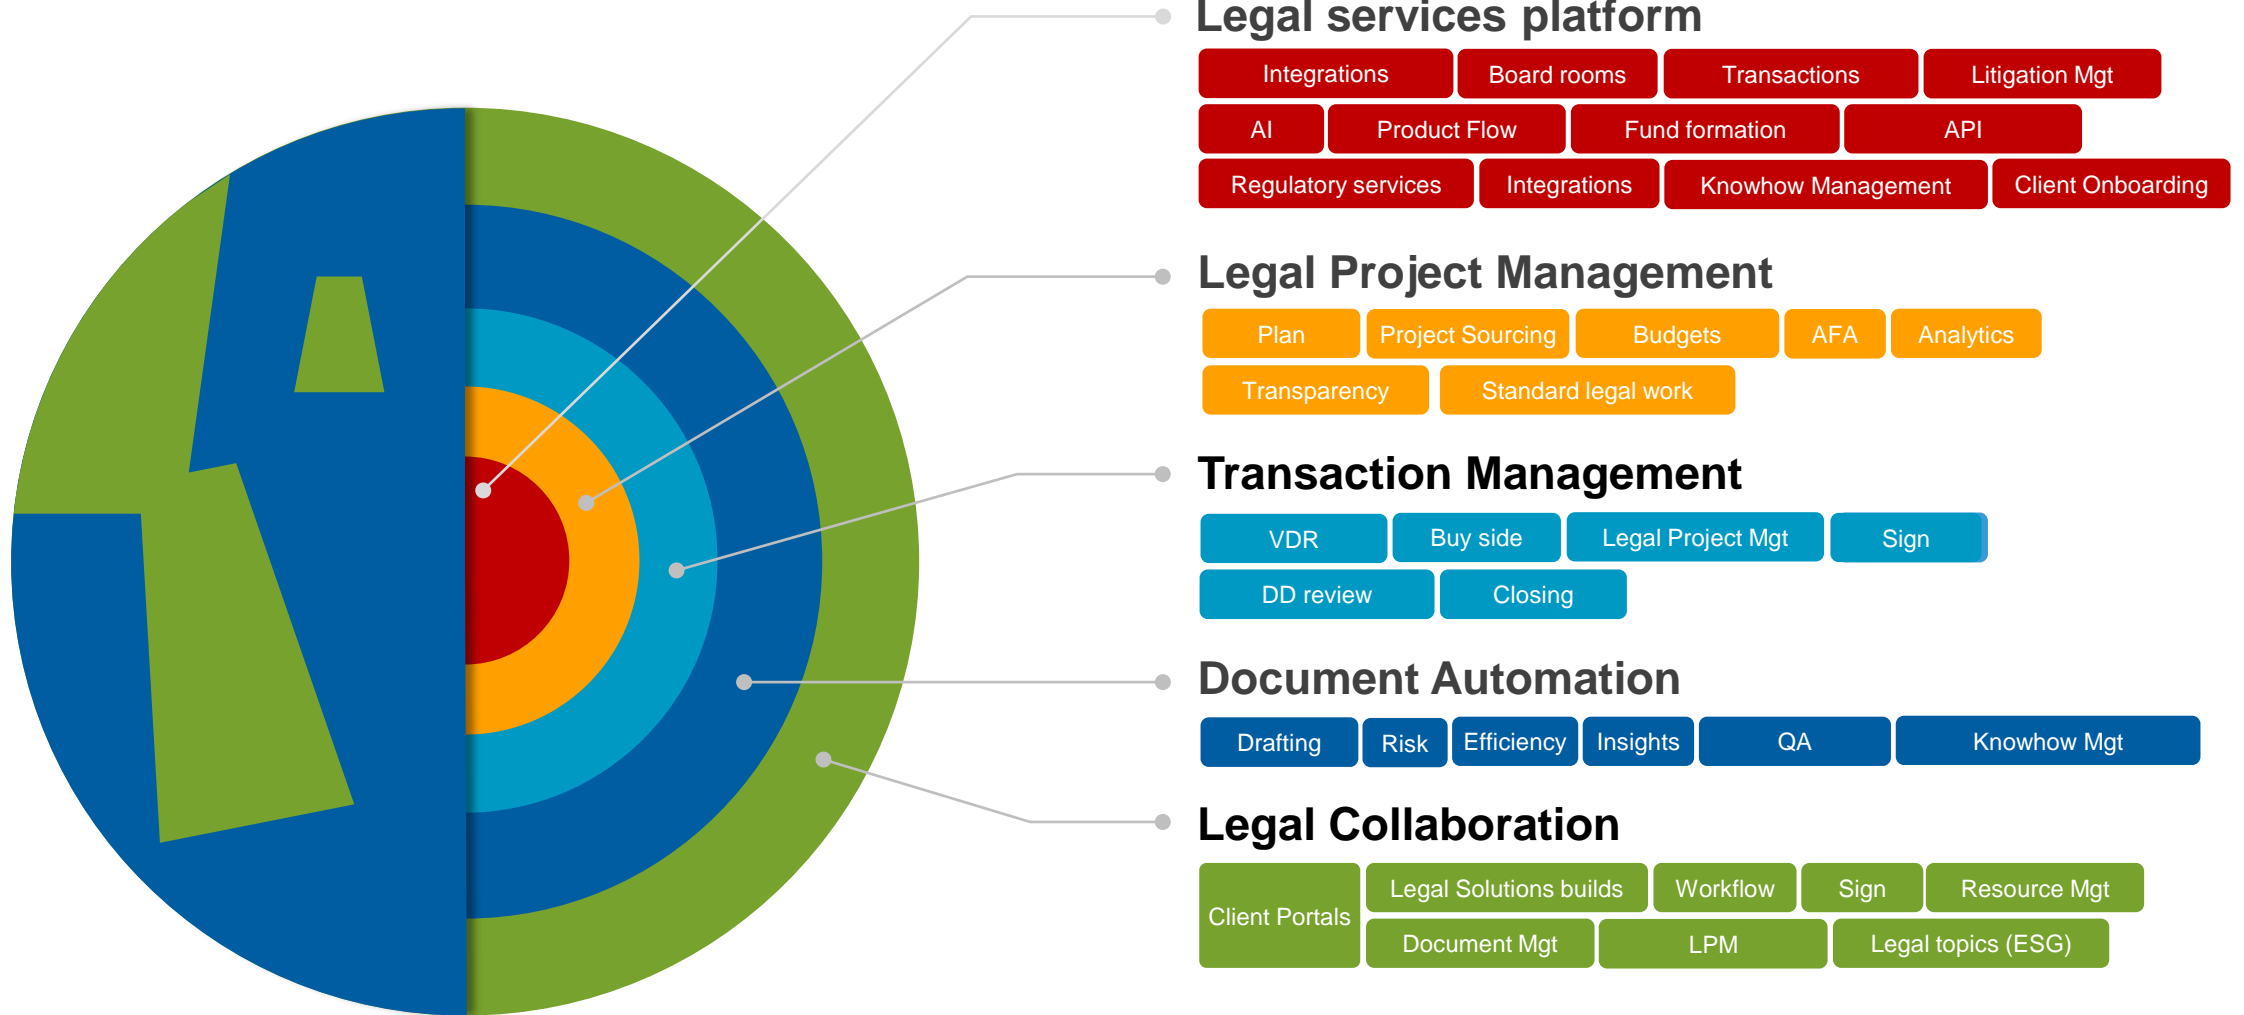 Legal services platform
Integrations Board rooms Transactions Litigation Mgt
AI Product Flow Fund formation API
Regulatory services Integrations Knowhow Management Client Onboarding
Legal Project Management
Plan Project Sourcing Budgets AFA Analytics
Transparency Standard legal work
Transaction Management
VDR Buy side Legal Project Mgt Sign
DD review Closing
Document Automation
Drafting Risk Efficiency Insights QA Knowhow Mgt
Legal Collaboration
Client Portals
Legal Solutions builds Workflow Sign Resource Mgt
Document Mgt LPM Legal topics (ESG)